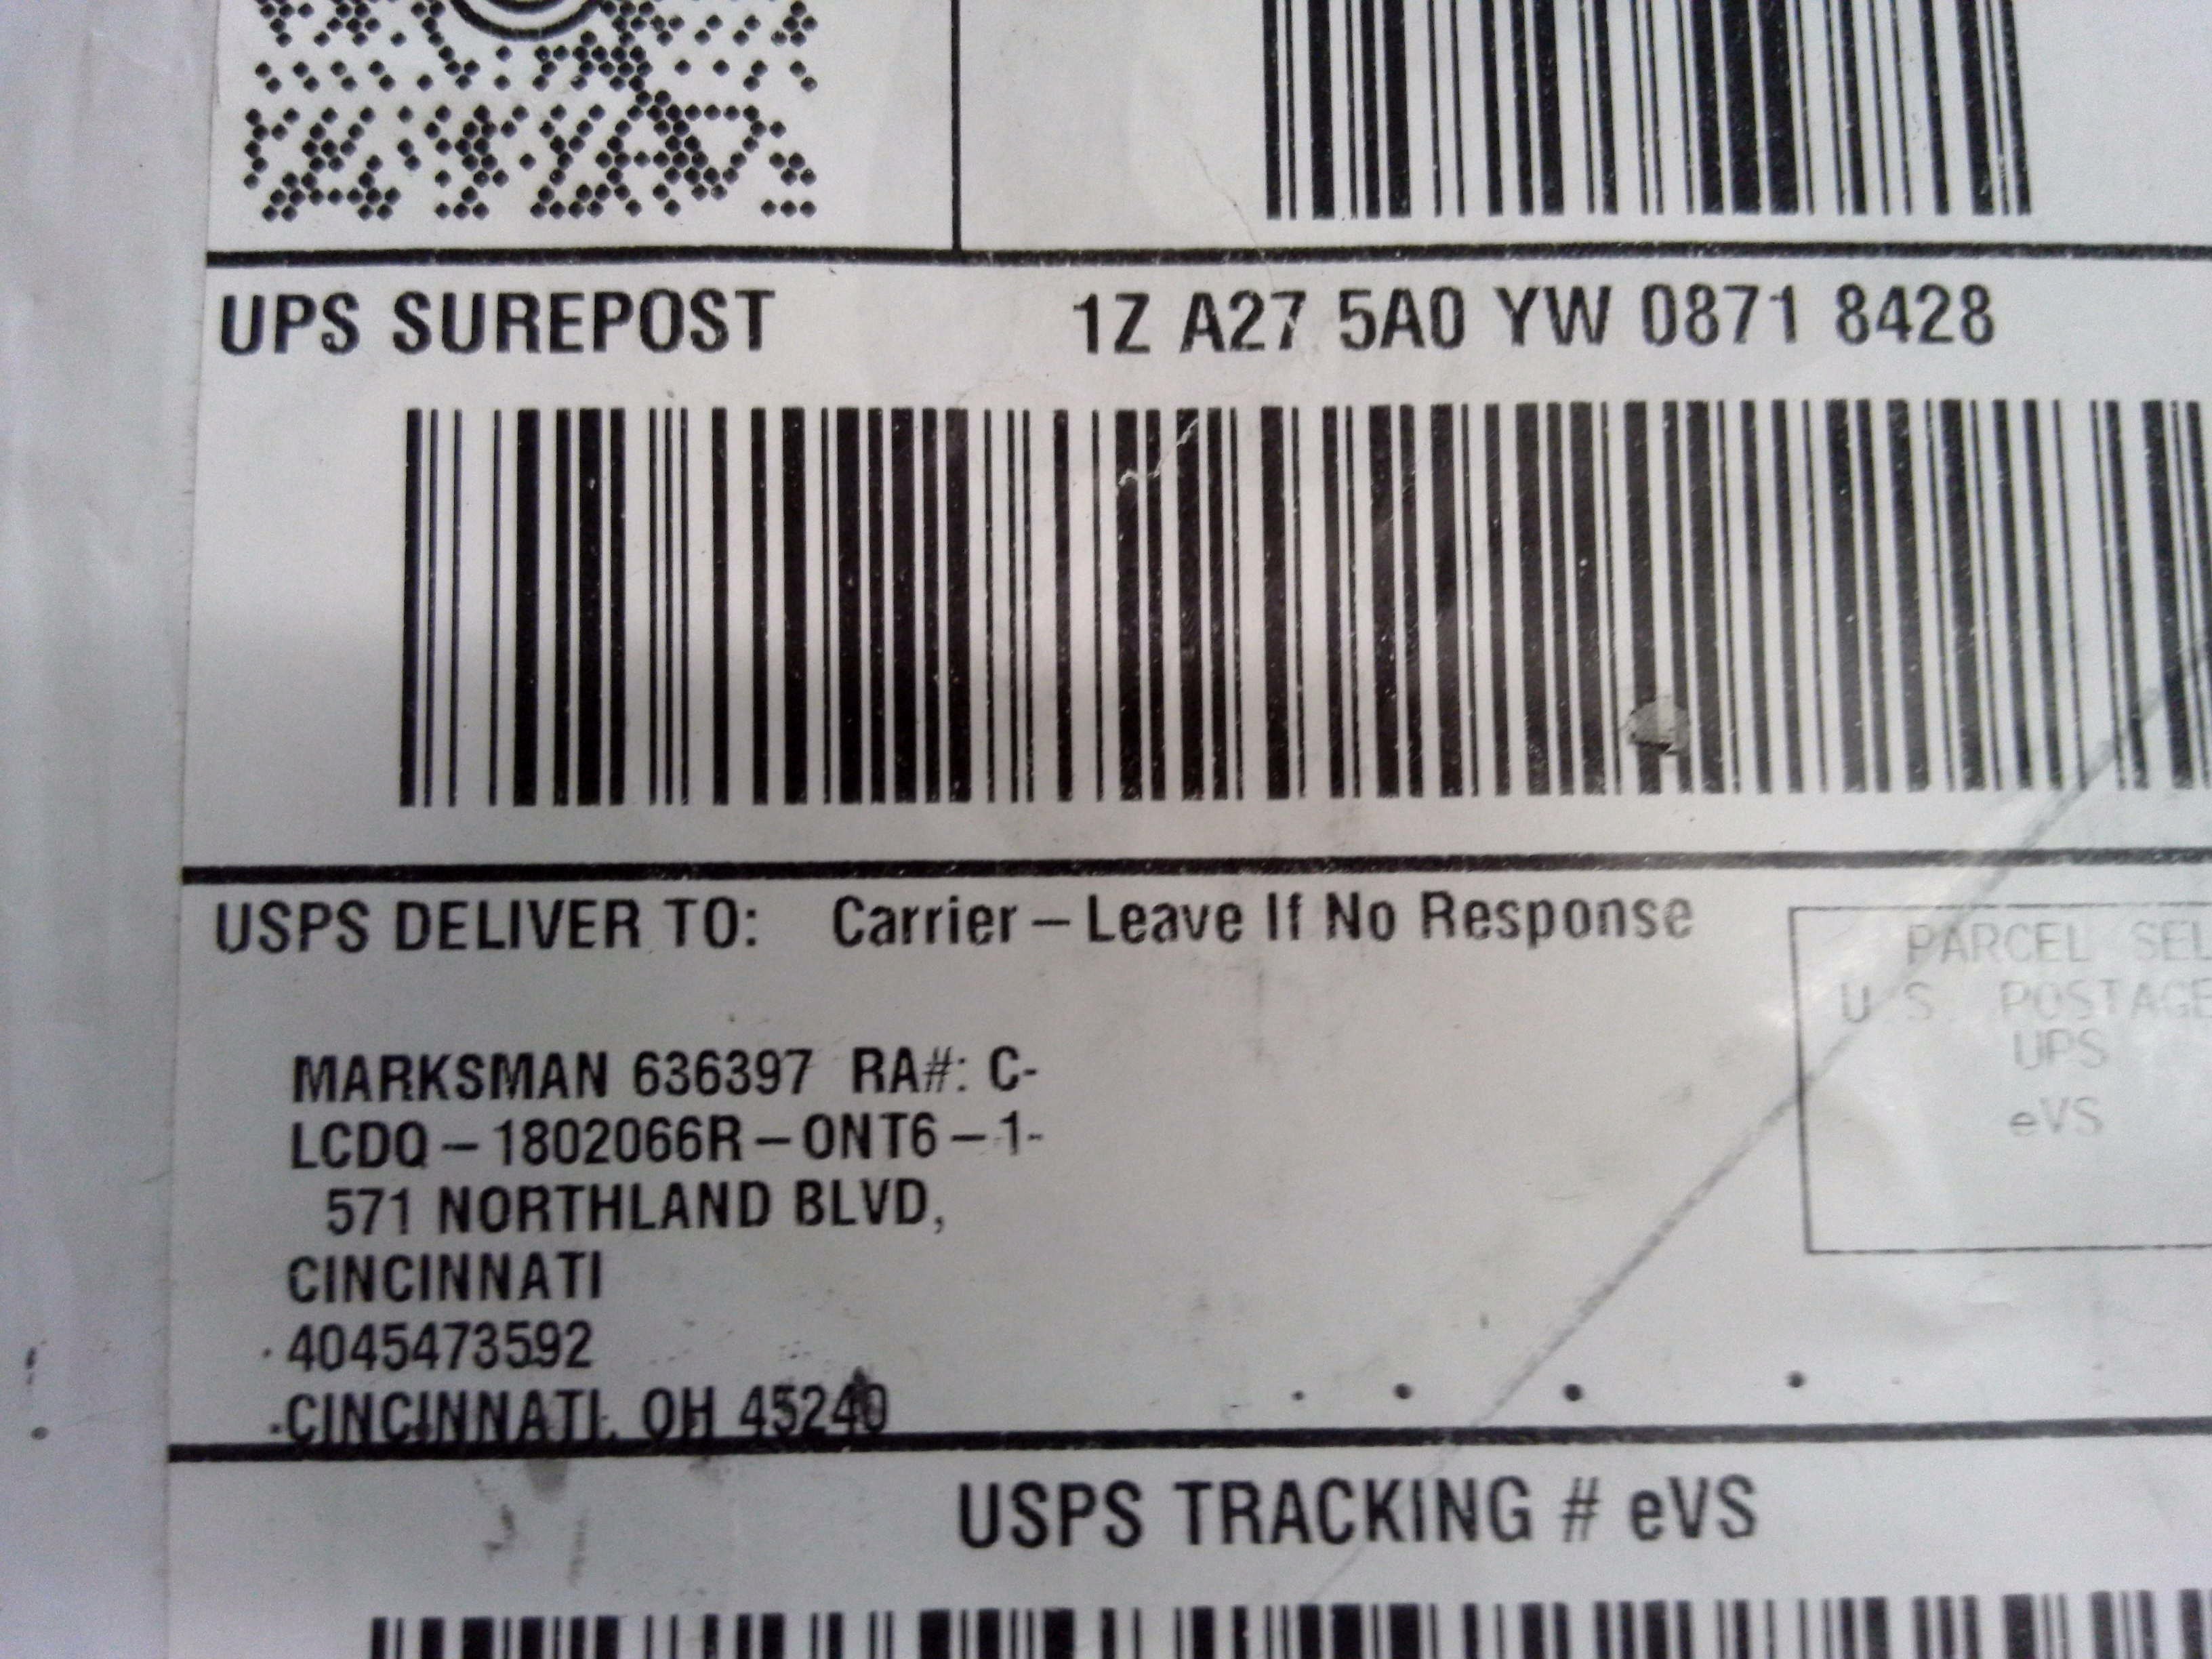 UPS SUREPOST 1Z A27 5A0 YW 0871 8428
USPS DELIVER TO: Carrier – Leave If No Response
PARCEL SEL
U S POSTAGE
UPS
eVS
MARKSMAN 636397 RA#: C-
LCDQ – 1802066R – ONT6 – 1-
571 NORTHLAND BLVD,
CINCINNATI
4045473592
CINCINNATI, OH 45240
USPS TRACKING # eVS